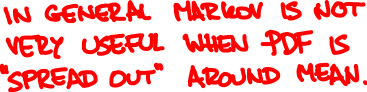 IN GENERAL MARKOV IS NOT
VERY USEFUL WHEN PDF IS
"SPREAD OUT" AROUND MEAN.